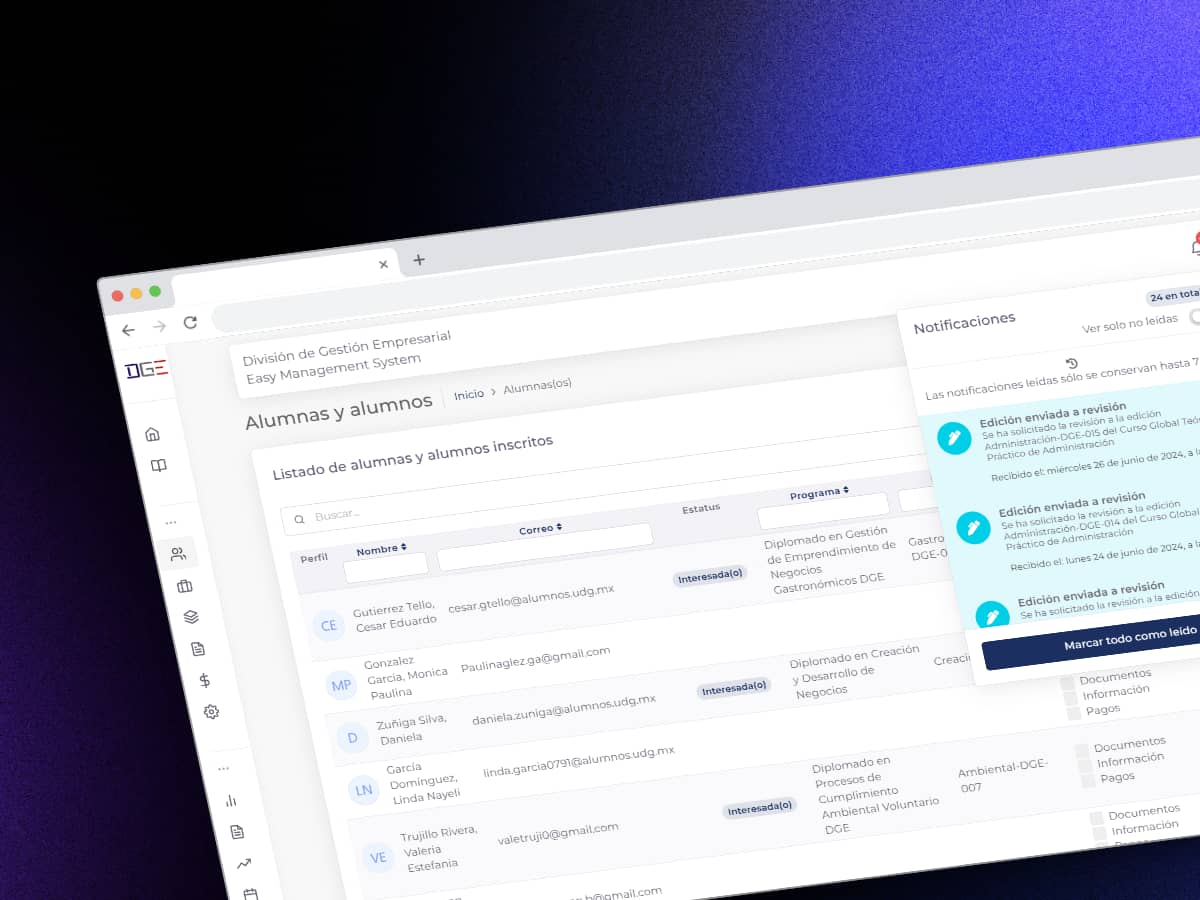 DGE
División de Gestión Empresarial
Easy Management System
Alumnas y alumnos
Inicio > Alumnas(os)
Listado de alumnas y alumnos inscritos
Buscar...
Perfil
Nombre
Correo
Estatus
Programa
CE
Gutierrez Tello,
Cesar Eduardo
cesar.gtello@alumnos.udg.mx
Interesada(o)
Diplomado en Gestión
de Emprendimiento de
Negocios
Gastronómicos DGE
Gastro
DGE-0
MP
Gonzalez
Garcia, Monica
Paulina
Paulinaglez.ga@gmail.com
D
Zuñiga Silva,
Daniela
daniela.zuniga@alumnos.udg.mx
Interesada(o)
Diplomado en Creación
y Desarrollo de
Negocios
Creaci
Documentos
Información
Pagos
LN
García
Domínguez,
Linda Nayeli
linda.garcia0791@alumnos.udg.mx
VE
Trujillo Rivera,
Valeria
Estefania
valetruji0@gmail.com
Interesada(o)
Diplomado en
Procesos de
Cumplimiento
Ambiental Voluntario
DGE
Ambiental-DGE-
007
Documentos
Información
Pagos
Documentos
Información
b@gmail.com
Notificaciones
24 en tota
Ver solo no leidas
Las notificaciones leídas sólo se conservan hasta 7
Edición enviada a revisión
Se ha solicitado la revisión a la edición
Administración-DGE-015 del Curso Global Teó
Práctico de Administración
Recibido el: miércoles 26 de junio de 2024, a la
Edición enviada a revisión
Se ha solicitado la revisión a la edición
Administración-DGE-014 del Curso Global
Práctico de Administración
Recibido el: lunes 24 de junio de 2024, a la
Edición enviada a revisión
Se ha solicitado la revisión a la edición
Marcar todo como leído